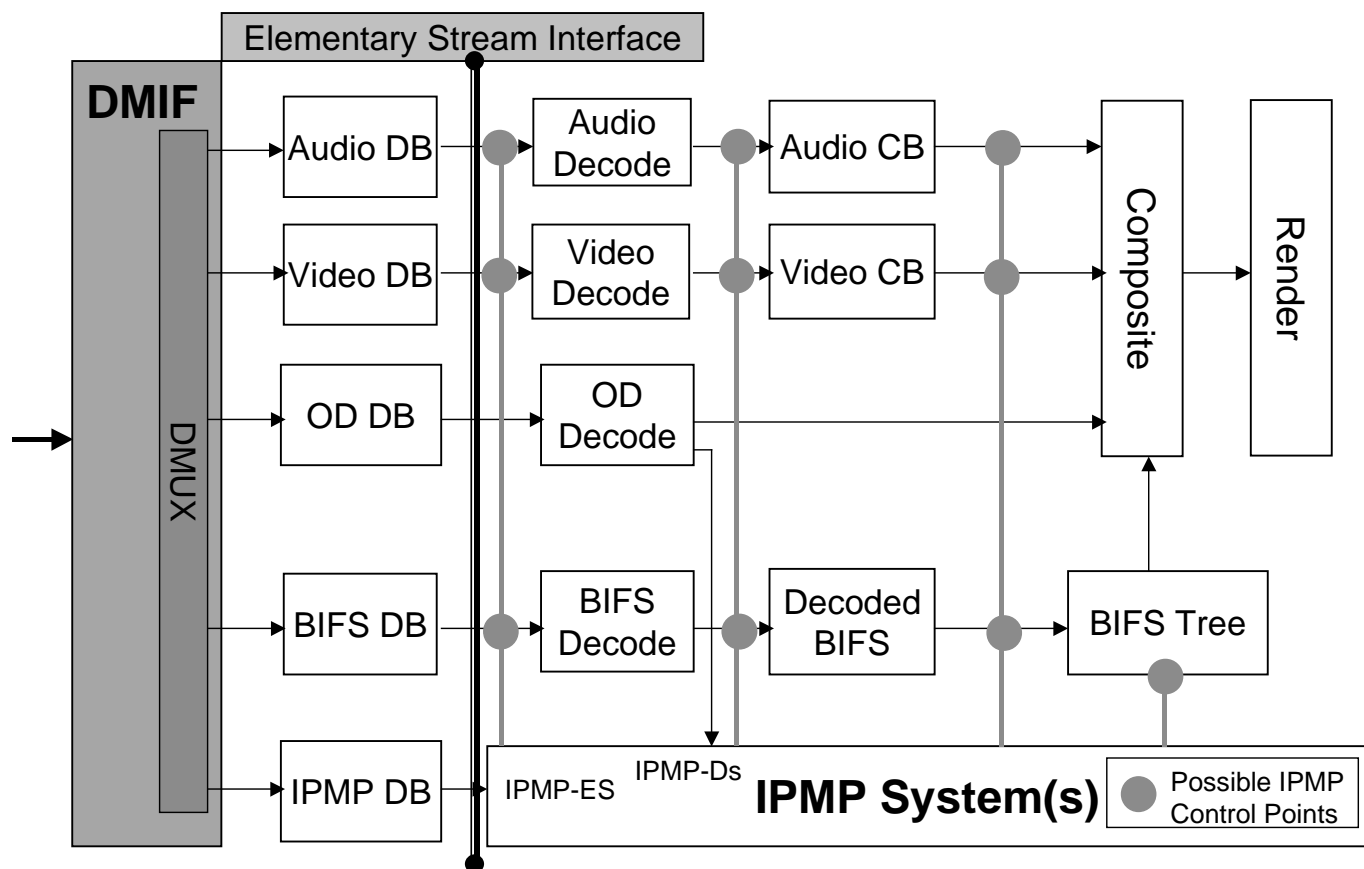 Elementary Stream Interface
DMIF
DMUX
Audio DB
Audio
Decode
Audio CB
Video DB
Video
Decode
Video CB
Composite
Render
OD DB
OD
Decode
BIFS DB
BIFS
Decode
Decoded
BIFS
BIFS Tree
IPMP DB
IPMP-ES
IPMP-Ds
IPMP System(s)
Possible IPMP
Control Points